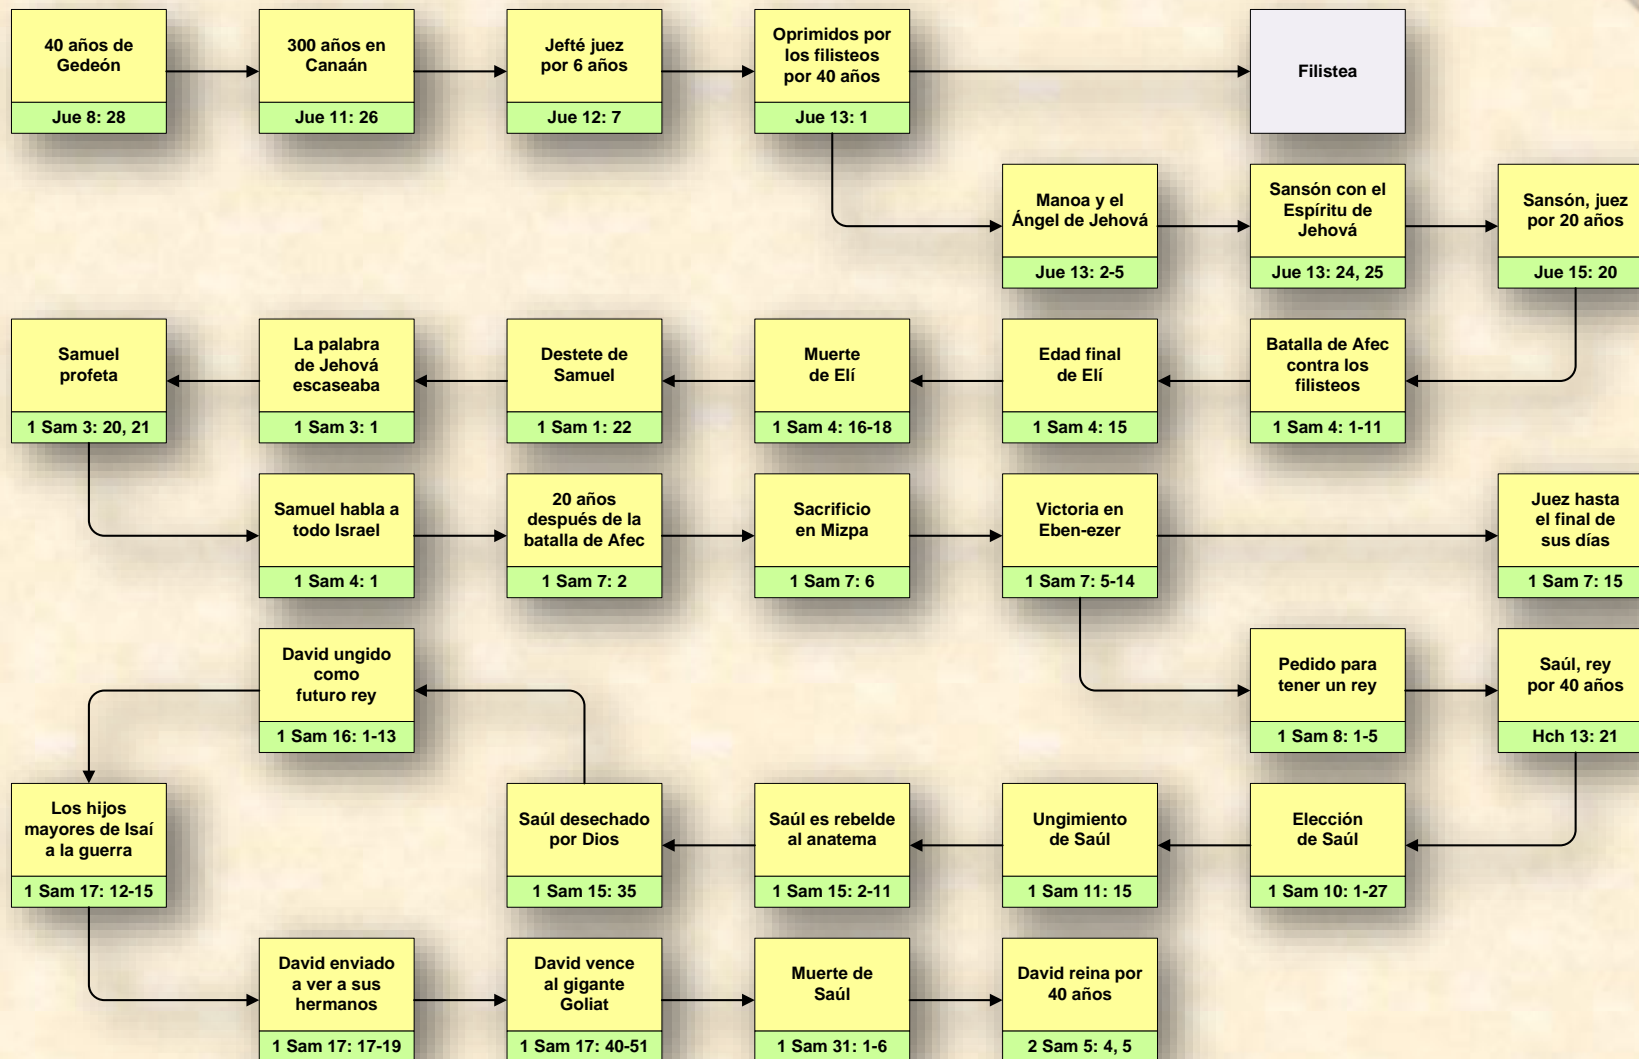 40 años de
Gedeón
Jue 8: 28
300 años en
Canaán
Jue 11: 26
Jefté juez
por 6 años
Jue 12: 7
Oprimidos por
los filisteos
por 40 años
Jue 13: 1
Filistea
Manoa y el
Ángel de Jehová
Jue 13: 2-5
Sansón con el
Espíritu de
Jehová
Jue 13: 24, 25
Sansón, juez
por 20 años
Jue 15: 20
Samuel
profeta
1 Sam 3: 20, 21
La palabra
de Jehová
escaseaba
1 Sam 3: 1
Destete de
Samuel
1 Sam 1: 22
Muerte
de Elí
1 Sam 4: 16-18
Edad final
de Elí
1 Sam 4: 15
Batalla de Afec
contra los
filisteos
1 Sam 4: 1-11
Samuel habla a
todo Israel
1 Sam 4: 1
20 años
después de la
batalla de Afec
1 Sam 7: 2
Sacrificio
en Mizpa
1 Sam 7: 6
Victoria en
Eben-ezer
1 Sam 7: 5-14
Juez hasta
el final de
sus días
1 Sam 7: 15
David ungido
como
futuro rey
1 Sam 16: 1-13
Pedido para
tener un rey
1 Sam 8: 1-5
Saúl, rey
por 40 años
Hch 13: 21
Los hijos
mayores de Isaí
a la guerra
1 Sam 17: 12-15
Saúl desechado
por Dios
1 Sam 15: 35
Saúl es rebelde
al anatema
1 Sam 15: 2-11
Ungimiento
de Saúl
1 Sam 11: 15
Elección
de Saúl
1 Sam 10: 1-27
David enviado
a ver a sus
hermanos
1 Sam 17: 17-19
David vence
al gigante
Goliat
1 Sam 17: 40-51
Muerte de
Saúl
1 Sam 31: 1-6
David reina por
40 años
2 Sam 5: 4, 5